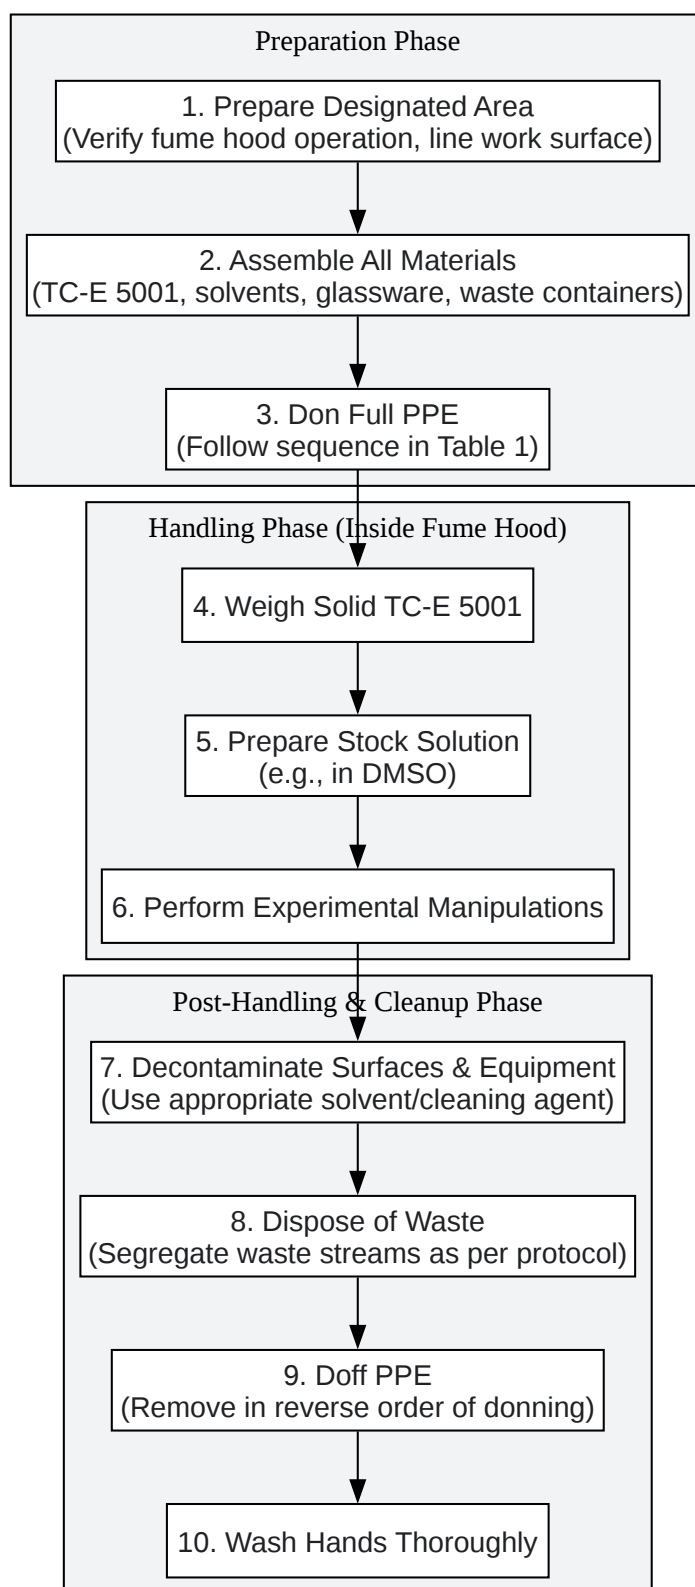 Preparation Phase
1. Prepare Designated Area
(Verify fume hood operation, line work surface)
2. Assemble All Materials
(TC-E 5001, solvents, glassware, waste containers)
3. Don Full PPE
(Follow sequence in Table 1)
Handling Phase (Inside Fume Hood)
4. Weigh Solid TC-E 5001
5. Prepare Stock Solution
(e.g., in DMSO)
6. Perform Experimental Manipulations
Post-Handling & Cleanup Phase
7. Decontaminate Surfaces & Equipment
(Use appropriate solvent/cleaning agent)
8. Dispose of Waste
(Segregate waste streams as per protocol)
9. Doff PPE
(Remove in reverse order of donning)
10. Wash Hands Thoroughly